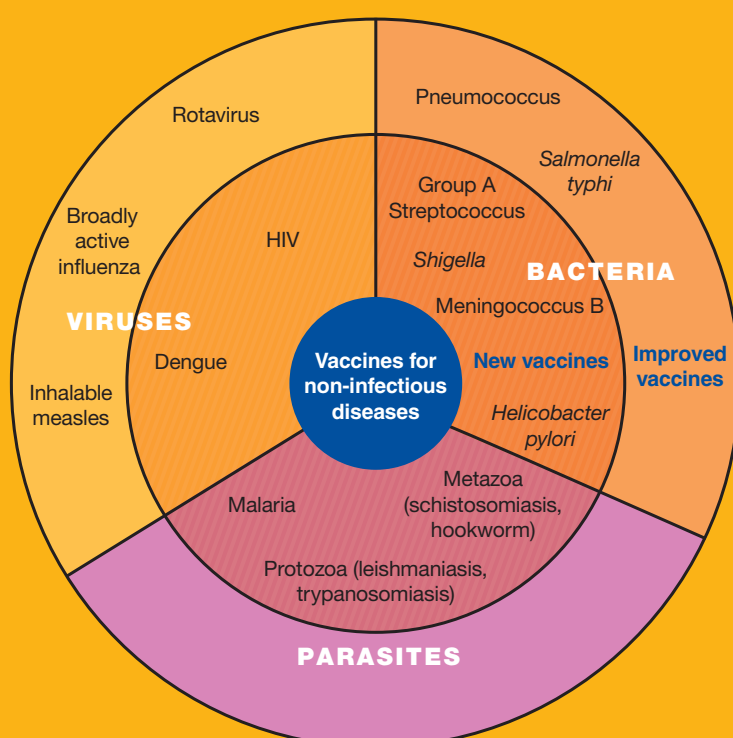 Rotavirus
Broadly
active
influenza
VIRUSES
Inhalable
measles
HIV
Dengue
Pneumococcus
Salmonella
typhi
Group A
Streptococcus
Shigella
BACTERIA
Meningococcus B
New vaccines
Improved
vaccines
Helicobacter
pylori
Vaccines for
non-infectious
diseases
Malaria
Metazoa
(schistosomiasis,
hookworm)
Protozoa (leishmaniasis,
trypanosomiasis)
PARASITES